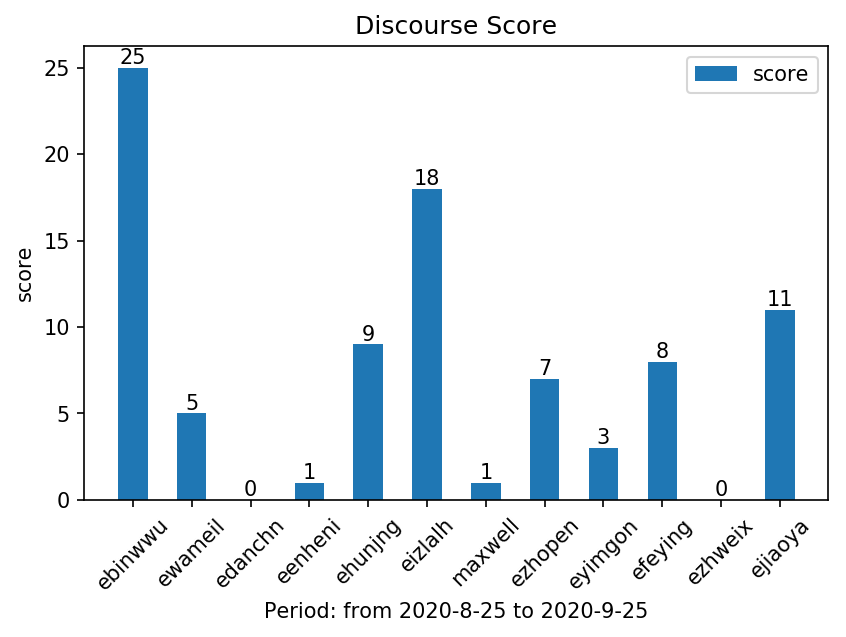 Discourse Score
score
25
20
15
10
5
0
score
25
5
0
1
9
18
1
7
3
8
0
11
ebinwwu
ewameil
edanchn
eenheni
ehunjng
eizlalh
maxwell
ezhopen
eyimgon
efeying
ezhweix
ejiaoya
Period: from 2020-8-25 to 2020-9-25